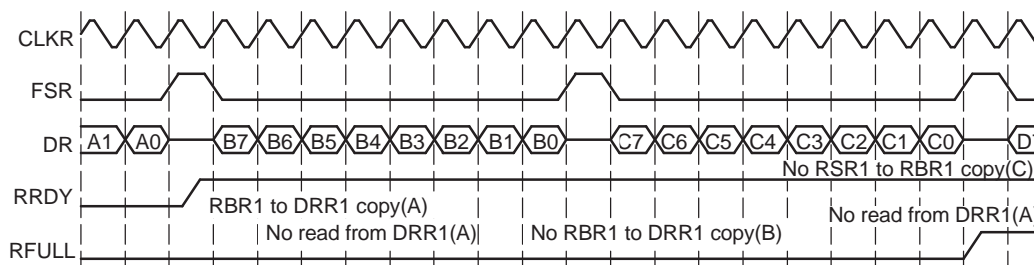 CLKR
FSR
DR A1 A0 B7 B6 B5 B4 B3 B2 B1 B0 C7 C6 C5 C4 C3 C2 C1 C0 D
No RSR1 to RBR1 copy(C)
RRDY
RBR1 to DRR1 copy(A)
No read from DRR1(A
No read from DRR1(A)
No RBR1 to DRR1 copy(B)
RFULL